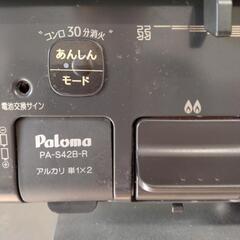 コンロ30分消火
あんしん
モード
電池交換サイン
Paloma
PA-S42B-R
アルカリ 単1×2